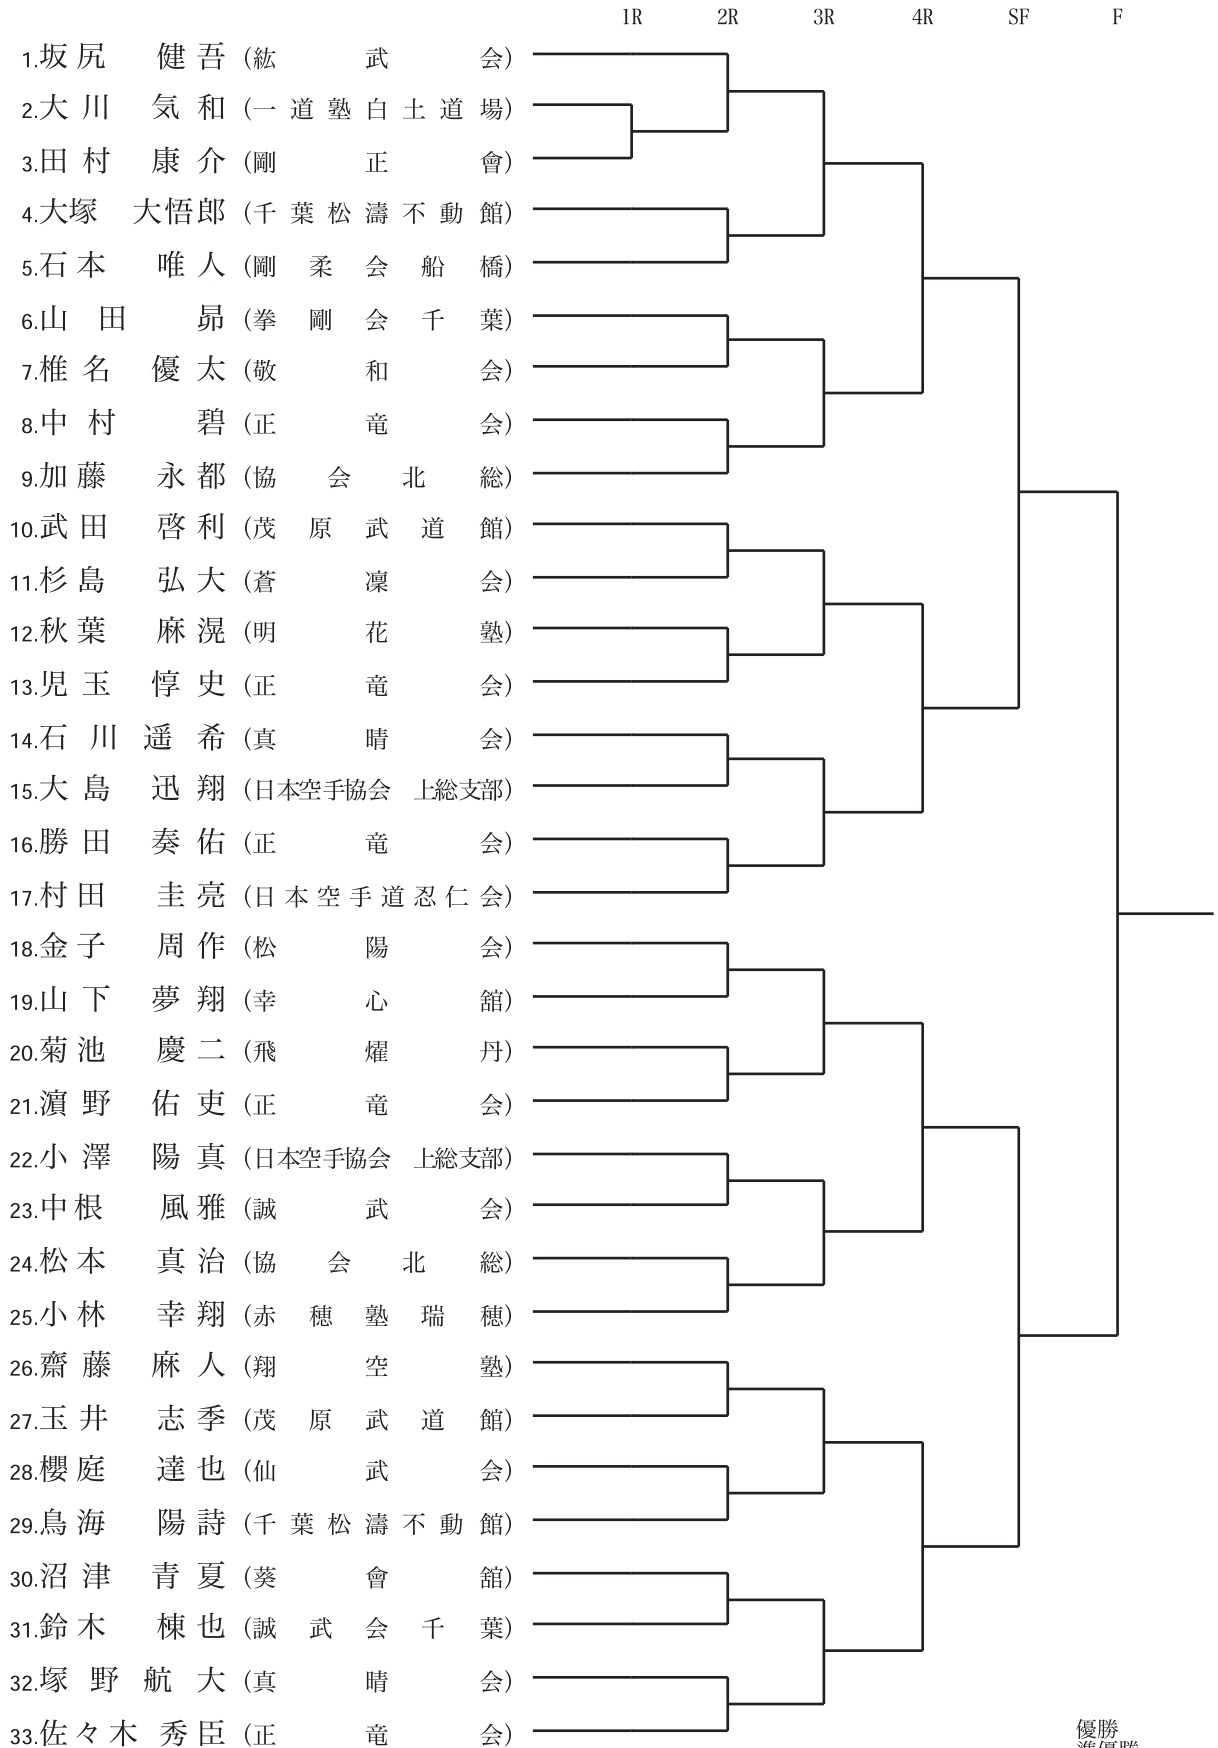 1R 2R 3R 4R SF F
1.坂尻 健吾 (紘武会)
2.大川 気和 (一道塾白土道場)
3.田村 康介 (剛正會)
4.大塚 大悟郎 (千葉松濤不動館)
5.石本 唯人 (剛柔会船橋)
6.山田 昴 (拳剛会千葉)
7.椎名 優太 (敬和会)
8.中村 碧 (正竜会)
9.加藤 永都 (協会北総)
10.武田 啓利 (茂原武道館)
11.杉島 弘大 (蒼凜会)
12.秋葉 麻滉 (明花塾)
13.児玉 惇史 (正竜会)
14.石川遥希 (真晴会)
15.大島 迅翔 (日本空手協会 上総支部)
16.勝田 奏佑 (正竜会)
17.村田 圭亮 (日本空手道忍仁会)
18.金子 周作 (松陽会)
19.山下 夢翔 (幸心舘)
20.菊池 慶二 (飛燿丹)
21.濵野 佑吏 (正竜会)
22.小澤 陽真 (日本空手協会 上総支部)
23.中根 風雅 (誠武会)
24.松本 真治 (協会北総)
25.小林 幸翔 (赤穂塾瑞穂)
26.齋藤 麻人 (翔空塾)
27.玉井 志季 (茂原武道館)
28.櫻庭 達也 (仙武会)
29.鳥海 陽詩 (千葉松濤不動館)
30.沼津 青夏 (葵會舘)
31.鈴木 棟也 (誠武会千葉)
32.塚野航大 (真晴会)
33.佐々木 秀臣 (正竜会)
優勝
準優勝